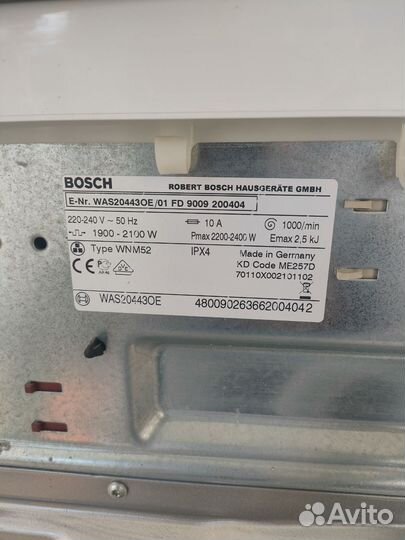 BOSCH ROBERT BOSCH HAUSGERÄTE GMBH
E-Nr. WAS20443OE/01 FD 9009 200404
220-240 V ~ 50 Hz 10 A 1000/min
1900 - 2100 W Pmax 2200-2400 W Emax 2,5 kJ
Type WNM52 IPX4 Made in Germany
KD Code ME257D
70110X002101102
WAS20443OE 480090263662004042
Avito